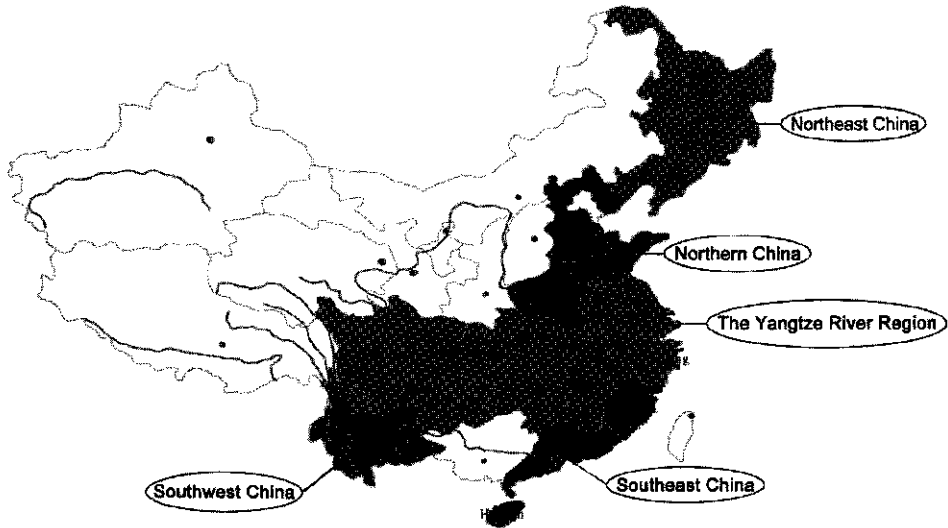 Northeast China
Northern China
The Yangtze River Region
Southwest China
Southeast China